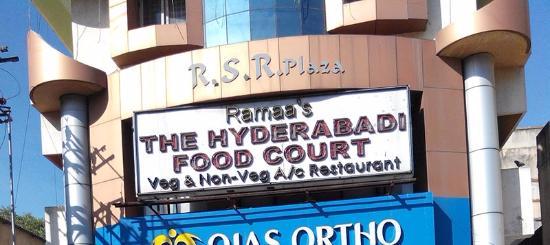 R.S.R.Plaza
Ramaa's
THE HYDERABADI
FOOD COURT
Veg & Non-Veg A/c Restaurant
OJAS ORTHO